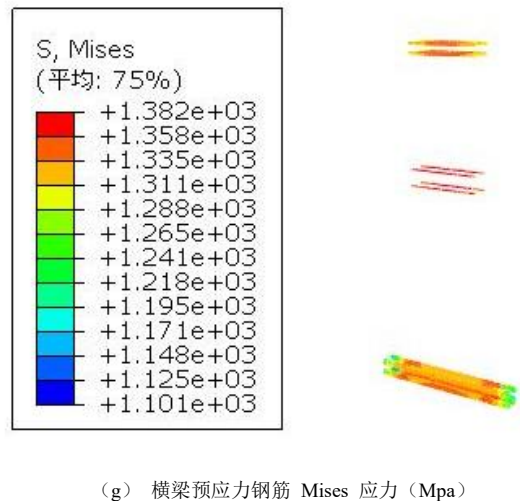 S, Mises
(平均: 75%)
+1.382e+03
+1.358e+03
+1.335e+03
+1.311e+03
+1.288e+03
+1.265e+03
+1.241e+03
+1.218e+03
+1.195e+03
+1.171e+03
+1.148e+03
+1.125e+03
+1.101e+03
（g） 横梁预应力钢筋 Mises 应力（Mpa）